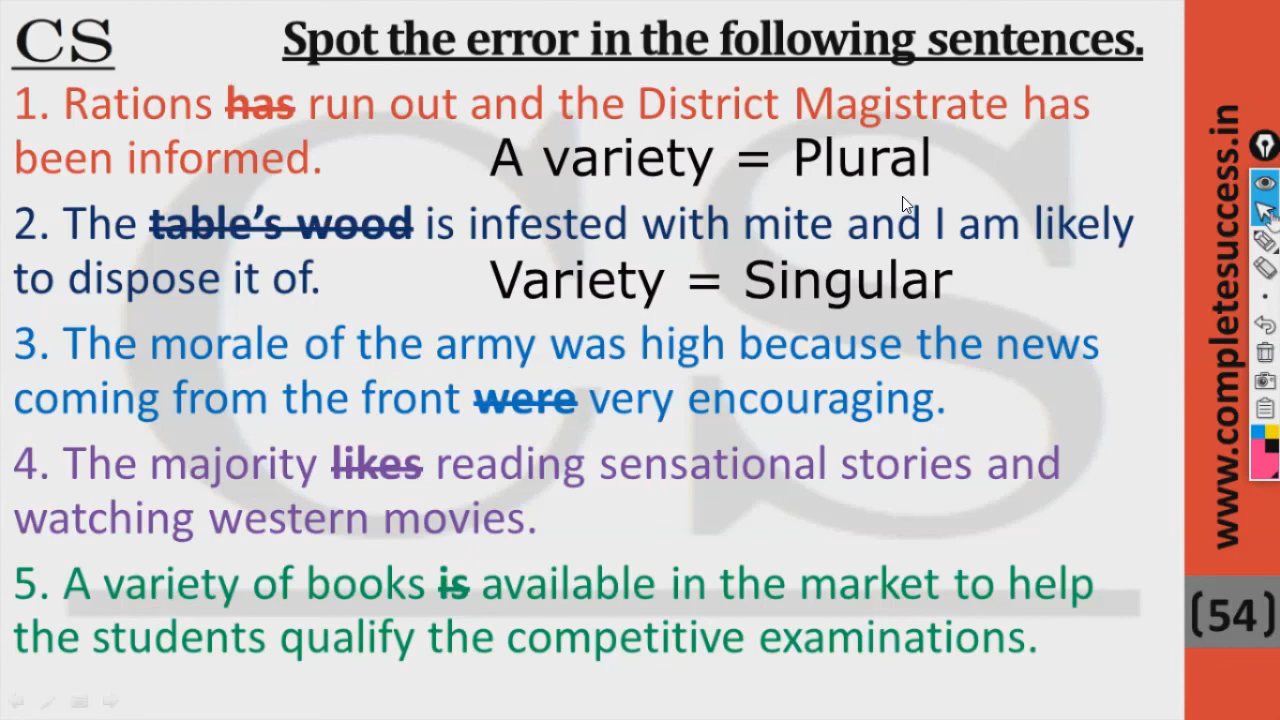 CS
Spot the error in the following sentences.
1. Rations has run out and the District Magistrate has
been informed.
A variety = Plural
2. The table's wood is infested with mite and I am likely
to dispose it of.
Variety = Singular
3. The morale of the army was high because the news
coming from the front were very encouraging.
4. The majority likes reading sensational stories and
watching western movies.
5. A variety of books is available in the market to help
the students qualify the competitive examinations.
www.completesuccess.in
(54)